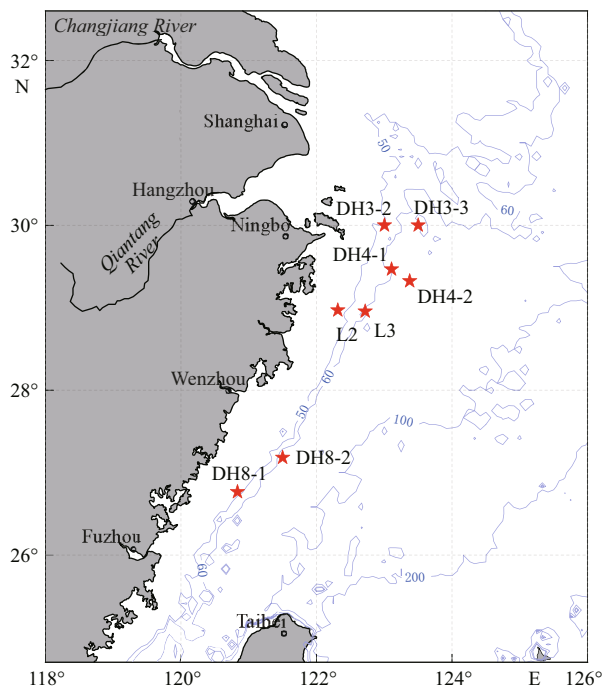 Changjiang River
32°
N
50
Shanghai
Hangzhou
DH3-2
DH3-3
60
30°
Ningbo
Qiantang
River
DH4-1
DH4-2
L2
L3
60
28°
Wenzhou
50
100
DH8-2
DH8-1
Fuzhou
26°
60
200
Taibei
118°
120°
122°
124°
E
126°